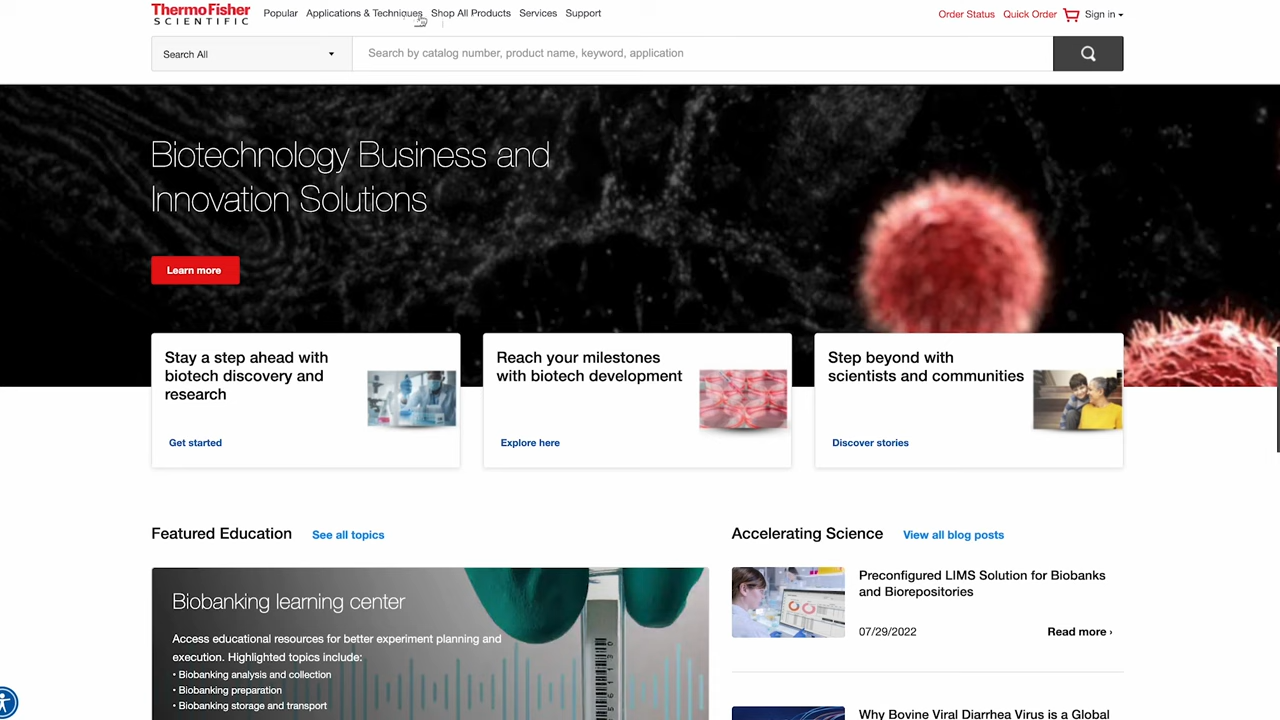 ThermoFisher
SCIENTIFIC
Popular Applications & Techniques Shop All Products Services Support
Order Status Quick Order Sign in
Search All
Search by catalog number, product name, keyword, application
Biotechnology Business and
Innovation Solutions
Learn more
Stay a step ahead with
biotech discovery and
research
Get started
Reach your milestones
with biotech development
Explore here
Step beyond with
scientists and communities
Discover stories
Featured Education See all topics
Biobanking learning center
Access educational resources for better experiment planning and
execution. Highlighted topics include:
• Biobanking analysis and collection
• Biobanking preparation
• Biobanking storage and transport
Accelerating Science View all blog posts
Preconfigured LIMS Solution for Biobanks
and Biorepositories
07/29/2022 Read more ›
Why Bovine Viral Diarrhea Virus is a Global